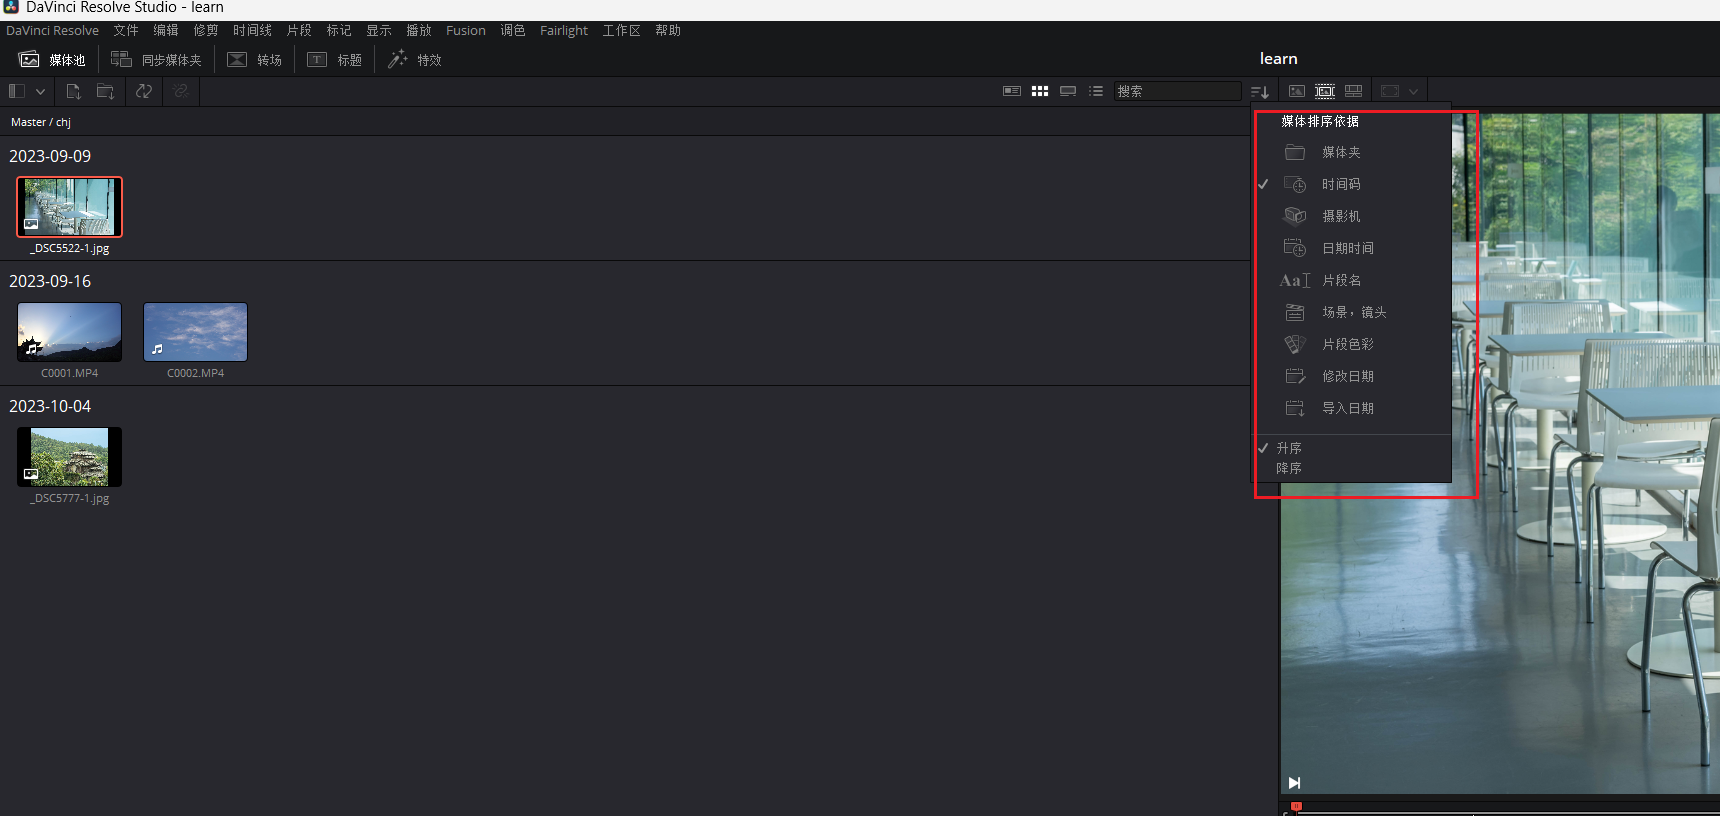 DaVinci Resolve Studio - learn
DaVinci Resolve 文件 编辑 修剪 时间线 片段 标记 显示 播放 Fusion 调色 Fairlight 工作区 帮助
媒体池 同步媒体夹 转场 标题 特效
learn
搜索
Master / chj
2023-09-09
_DSC5522-1.jpg
2023-09-16
C0001.MP4 C0002.MP4
2023-10-04
_DSC5777-1.jpg
媒体排序依据
媒体夹
时间码
摄影机
日期时间
Aa 片段名
场景，镜头
片段色彩
修改日期
导入日期
升序
降序